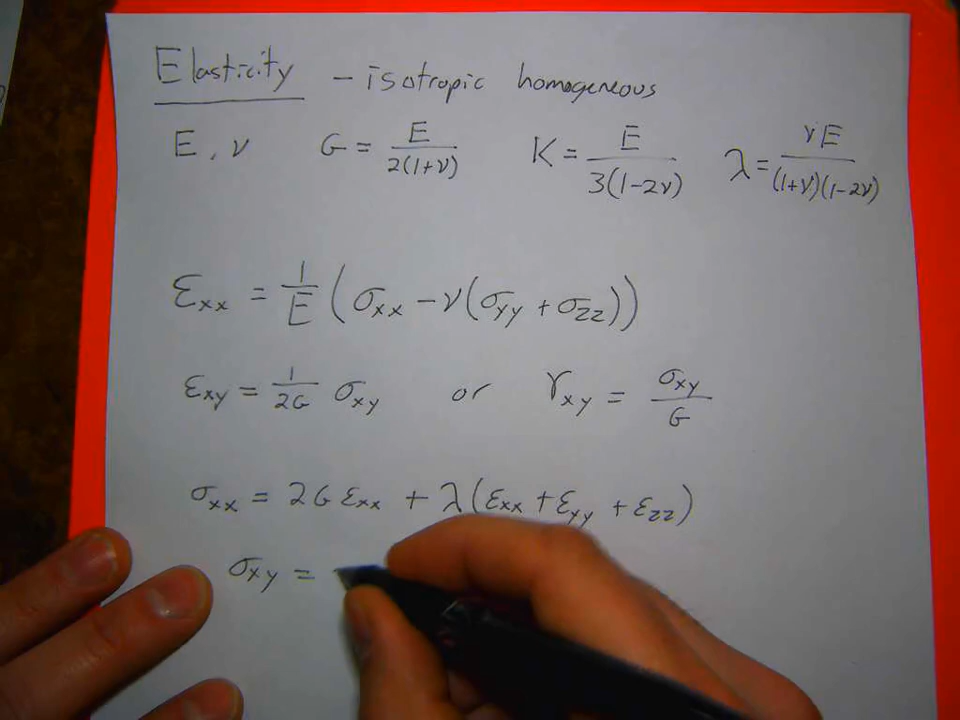 Elasticity - isotropic homogeneous
E, ν G = E/2(1+ν) K = E/3(1-2ν) λ = νE/(1+ν)(1-2ν)
εxx = 1/E (σxx - ν(σyy + σzz))
εxy = 1/2G σxy or γxy = σxy/G
σxx = 2G εxx + λ(εxx + εyy + εzz)
σxy =